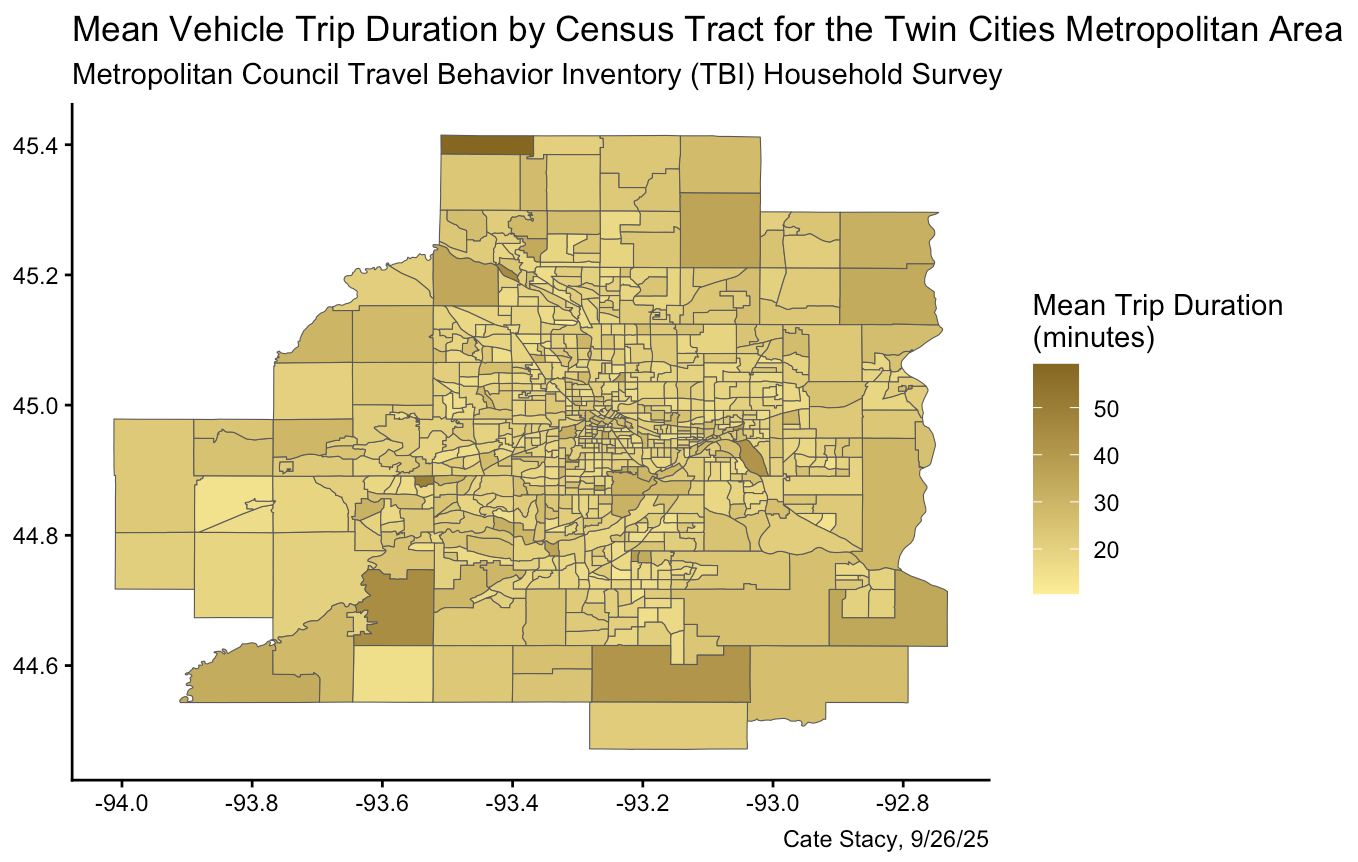 Mean Vehicle Trip Duration by Census Tract for the Twin Cities Metropolitan Area
Metropolitan Council Travel Behavior Inventory (TBI) Household Survey
45.4
45.2
45.0
44.8
44.6
-94.0 -93.8 -93.6 -93.4 -93.2 -93.0 -92.8
Mean Trip Duration
(minutes)
50
40
30
20
Cate Stacy, 9/26/25